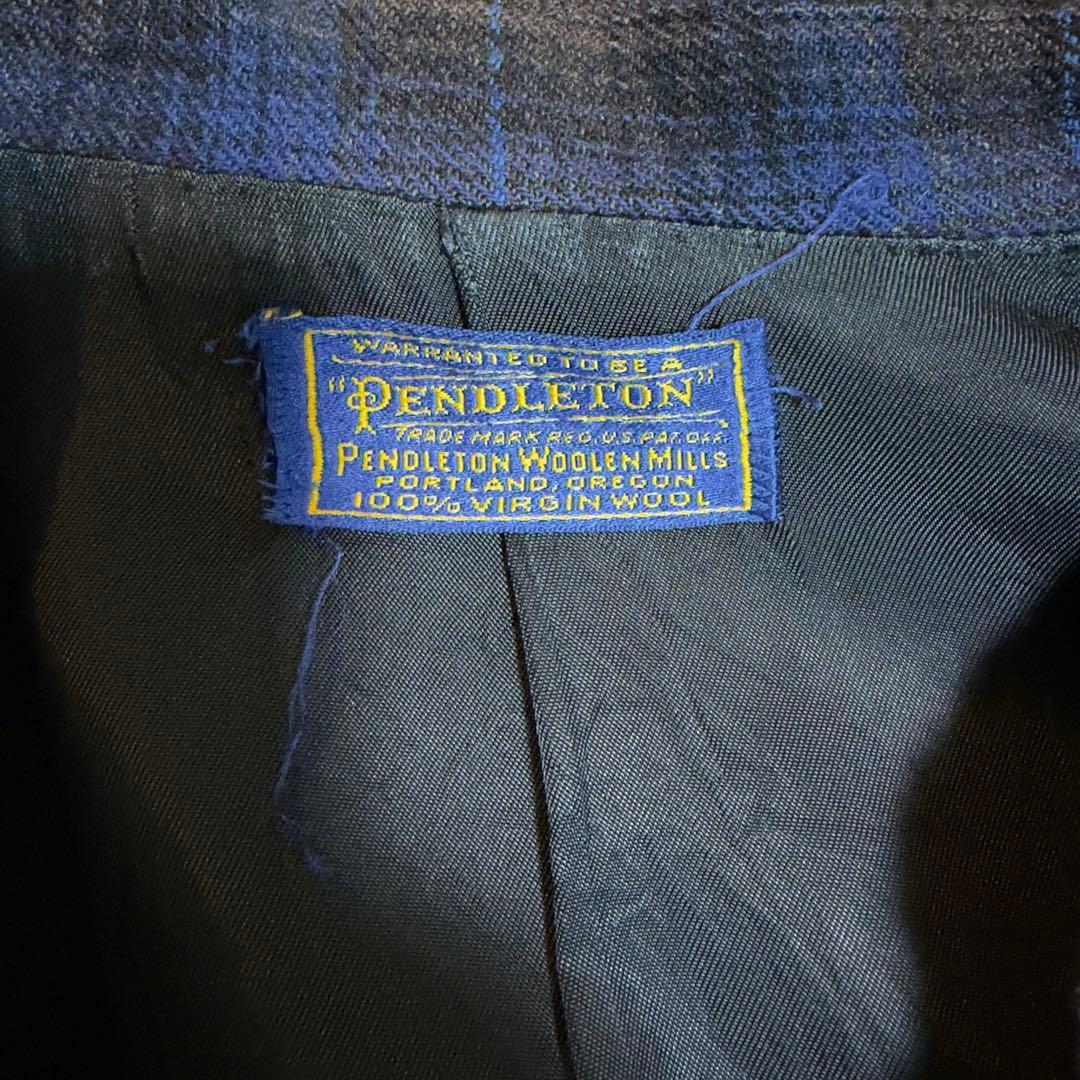 WARRANTED TO BE A
"PENDLETON"
TRADE MARK REG. U.S. PAT. OFF.
PENDLETON WOOLEN MILLS
PORTLAND, OREGON
100% VIRGIN WOOL